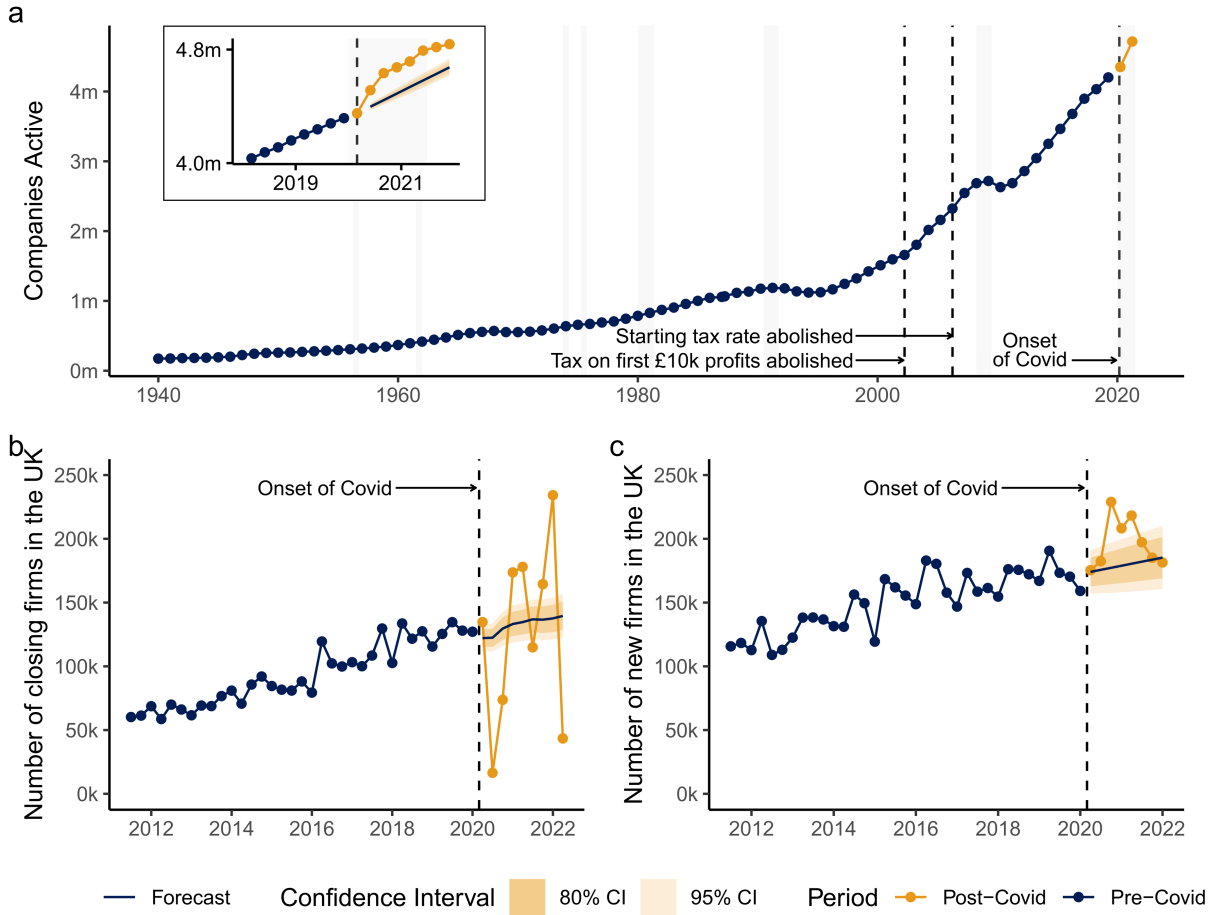 a
Companies Active
4m
3m
2m
1m
0m
4.8m
4.0m
2019
2021
Starting tax rate abolished
Tax on first £10k profits abolished
Onset
of Covid
1940
1960
1980
2000
2020
b
Number of closing firms in the UK
250k
200k
150k
100k
50k
0k
Onset of Covid
2012
2014
2016
2018
2020
2022
c
Number of new firms in the UK
250k
200k
150k
100k
50k
0k
Onset of Covid
2012
2014
2016
2018
2020
2022
Forecast
Confidence Interval
80% CI
95% CI
Period
Post−Covid
Pre−Covid